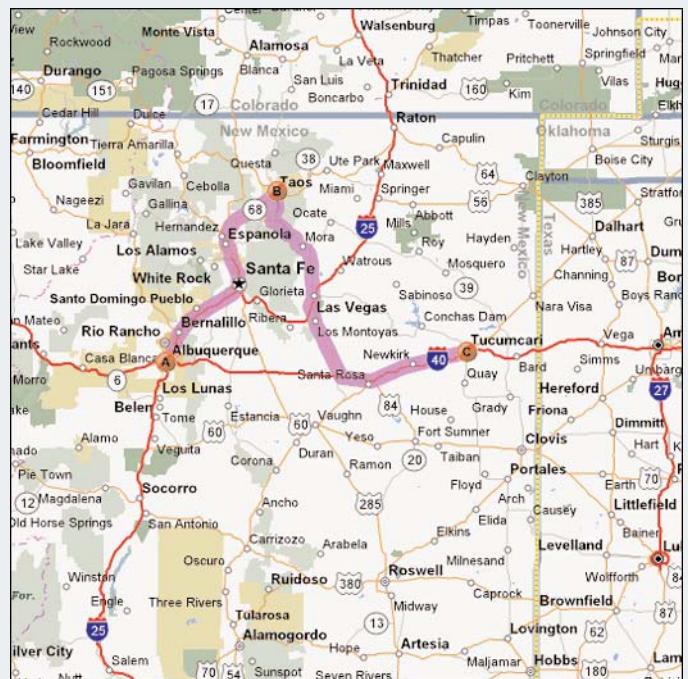 Center Gardner
Timpas Toonerville
View
Monte Vista
Walsenburg
Johnson City
Rockwood
Alamosa
Thatcher
Pritchett
Springfield
Durango
Pagosa Springs
Blanca
La Veta
140
151
San Luis
Trinidad
160
Kim
Vilas
Boncarbo
17
Colorado
Colorado
Cedar Hill
Dulce
New Mexico
Raton
Oklahoma
Farmington
Tierra Amarilla
Capulin
Sturgis
Bloomfield
Questa
38
Ute Park
Maxwell
64
Boise City
Gavilan
Cebolla
B
Taos
Miami
Springer
Clayton
Nageezi
Gallina
68
Ocate
56
385
La Jara
Hernandez
Abbott
New Mexico
Texas
Dalhart
Lake Valley
Espanola
Mora
25
Mills
Roy
Hayden
Hartley
87
Star Lake
Los Alamos
Watrous
Mosquero
Channing
White Rock
Santa Fe
39
Boys Ranch
Santo Domingo Pueblo
Glorieta
Sabinoso
Las Vegas
Nara Visa
Bernalillo
Ribera
Los Montoyas
Conchas Dam
Rio Rancho
Tucumcari
Vega
Casa Blanca
A
Albuquerque
Newkirk
40
C
Simms
Morro
6
Santa Rosa
Quay
Bard
Los Lunas
84
Hereford
27
Belen
Tome
Estancia
Vaughn
House
Grady
Friona
60
60
Fort Sumner
Dimmitt
Alamo
Veguita
Yeso
Clovis
Hart
Duran
20
Taiban
Pie Town
Corona
Ramon
Portales
70
12
Magdalena
Socorro
Floyd
Earth
285
Arch
Old Horse Springs
Ancho
Causey
Littlefield
San Antonio
Elida
Bainer
Carrizozo
Arabela
Elkins
Levelland
Oscuro
Milnesand
Winston
Ruidoso
380
Roswell
Wolfforth
Engle
Three Rivers
Caprock
Midway
Brownfield
25
Tularosa
13
87
Alamogordo
Lovington
62
Hope
Artesia
Salem
70
54
Sunspot
Maljamar
Hobbs
180
Seven Rivers